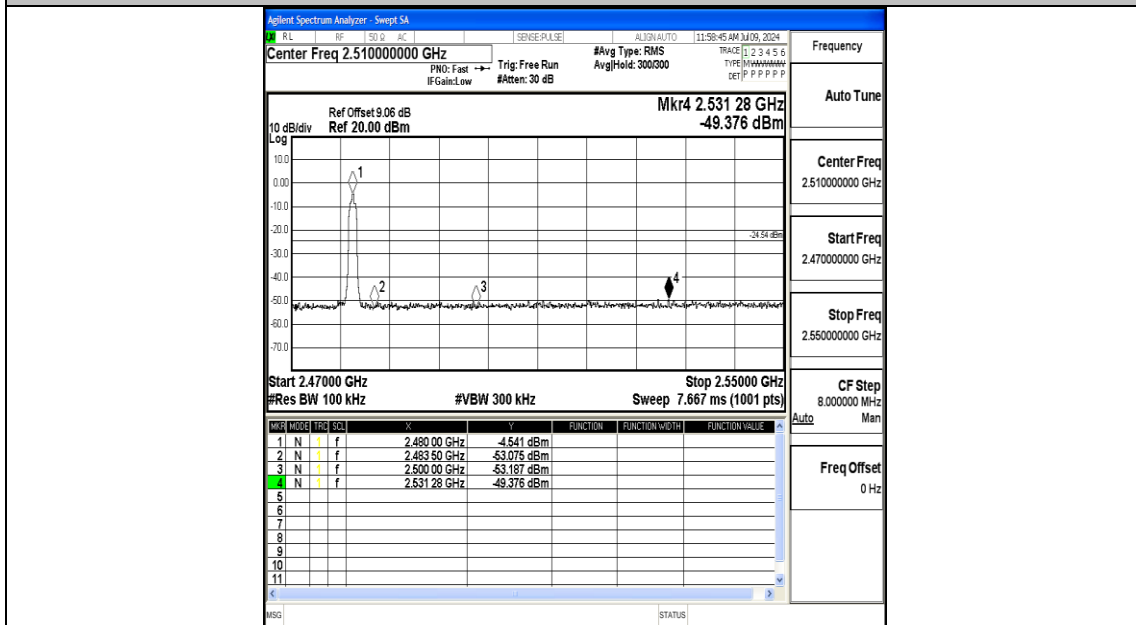 Agilent Spectrum Analyzer - Swept SA
RL RF 50 Ω AC SENSE:PULSE ALIGN AUTO 11:58:45 AM Jul 09, 2024
Center Freq 2.510000000 GHz
PNO: Fast
IFGain:Low
Trig: Free Run
#Atten: 30 dB
#Avg Type: RMS
Avg|Hold: 300/300
TRACE 1 2 3 4 5 6
TYPE MWWWWW
DET P P P P P P
Mkr4 2.531 28 GHz
-49.376 dBm
Ref Offset 9.06 dB
10 dB/div Ref 20.00 dBm
Log
10.0
0.00
-10.0
-20.0
-30.0
-40.0
-50.0
-60.0
-70.0
1
2
3
4
-24.54 dBm
Start 2.47000 GHz Stop 2.55000 GHz
#Res BW 100 kHz #VBW 300 kHz Sweep 7.667 ms (1001 pts)
MKR MODE TRC SCL X Y FUNCTION FUNCTION WIDTH FUNCTION VALUE
1 N 1 f 2.480 00 GHz -4.541 dBm
2 N 1 f 2.483 50 GHz -53.075 dBm
3 N 1 f 2.500 00 GHz -53.187 dBm
4 N 1 f 2.531 28 GHz -49.376 dBm
5
6
7
8
9
10
11
MSG STATUS
Frequency
Auto Tune
Center Freq
2.510000000 GHz
Start Freq
2.470000000 GHz
Stop Freq
2.550000000 GHz
CF Step
8.000000 MHz
Auto Man
Freq Offset
0 Hz